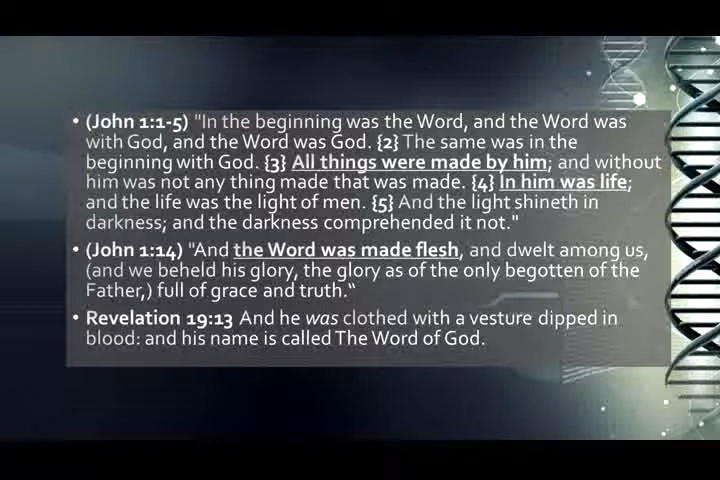 • (John 1:1-5) "In the beginning was the Word, and the Word was
with God, and the Word was God. {2} The same was in the
beginning with God. {3} All things were made by him; and without
him was not any thing made that was made. {4} In him was life;
and the life was the light of men. {5} And the light shineth in
darkness; and the darkness comprehended it not."
• (John 1:14) "And the Word was made flesh, and dwelt among us,
(and we beheld his glory, the glory as of the only begotten of the
Father,) full of grace and truth.“
• Revelation 19:13 And he was clothed with a vesture dipped in
blood: and his name is called The Word of God.